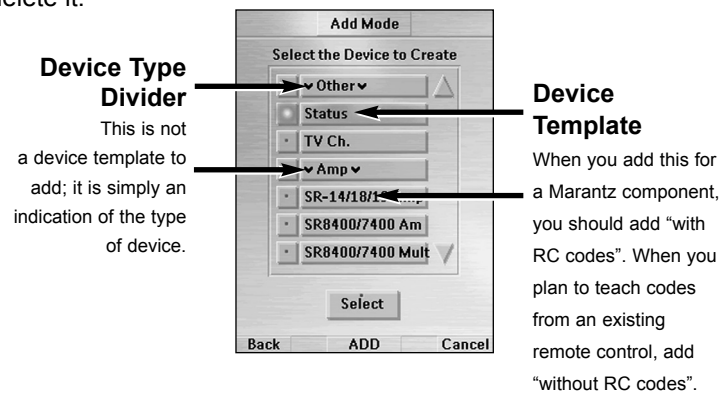 delete it.
Device Type
Divider
This is not
a device template to
add; it is simply an
indication of the type
of device.
Add Mode
Select the Device to Create
Other
Status
TV Ch.
Amp
SR-14/18/19
SR8400/7400 Am
SR8400/7400 Mult
Select
Back ADD Cancel
Device
Template
When you add this for
a Marantz component,
you should add “with
RC codes”. When you
plan to teach codes
from an existing
remote control, add
“without RC codes”.